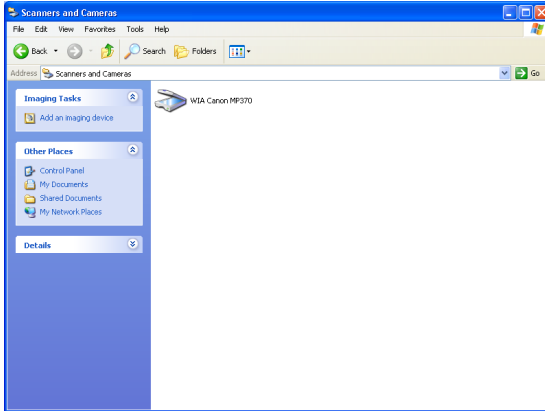 Scanners and Cameras
File Edit View Favorites Tools Help
Back Search Folders
Address Scanners and Cameras Go
Imaging Tasks
Add an imaging device
Other Places
Control Panel
My Documents
Shared Documents
My Network Places
Details
WIA Canon MP370